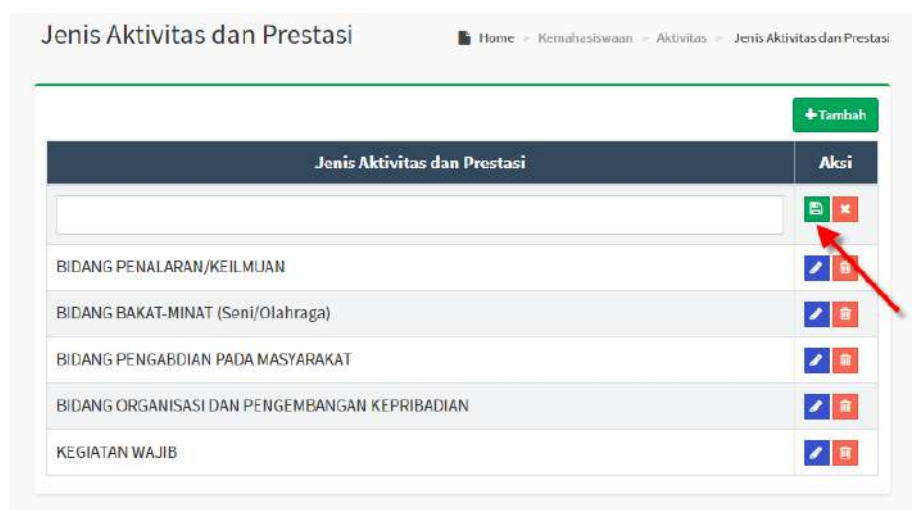 Jenis Aktivitas dan Prestasi
Home > Kemahasiswaan > Aktivitas > Jenis Aktivitas dan Prestasi
+Tambah
Jenis Aktivitas dan Prestasi Aksi
BIDANG PENALARAN/KEILMUAN
BIDANG BAKAT-MINAT (Seni/Olahraga)
BIDANG PENGABDIAN PADA MASYARAKAT
BIDANG ORGANISASI DAN PENGEMBANGAN KEPRIBADIAN
KEGIATAN WAJIB